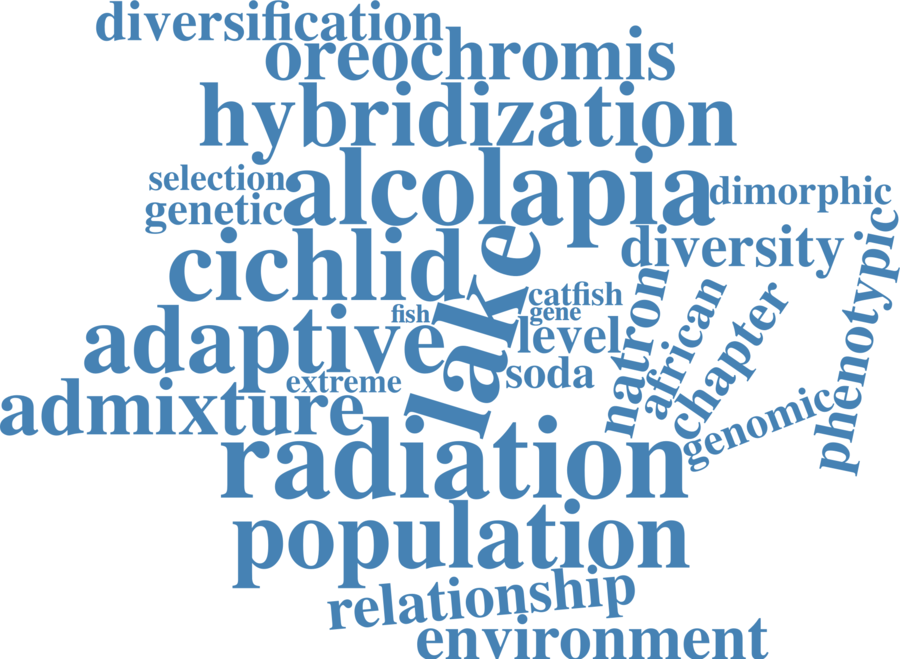 diversification
oreochromis
hybridization
selection
alcolapia
dimorphic
genetic
diversity
cichlid
lake
catfish
phenotypic
fish
gene
natron
african
chapter
adaptive
level
extreme
soda
admixture
genomic
radiation
population
relationship
environment